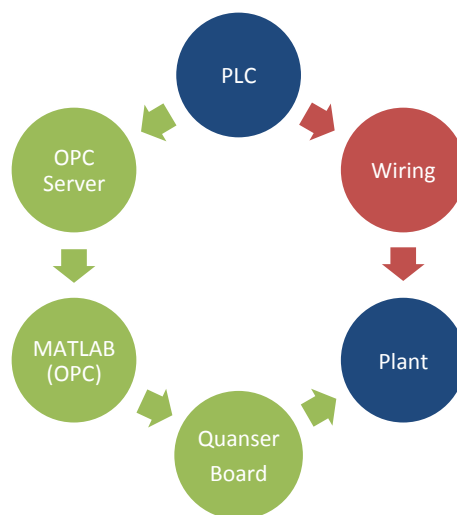 PLC
OPC
Server
Wiring
MATLAB
(OPC)
Plant
Quanser
Board